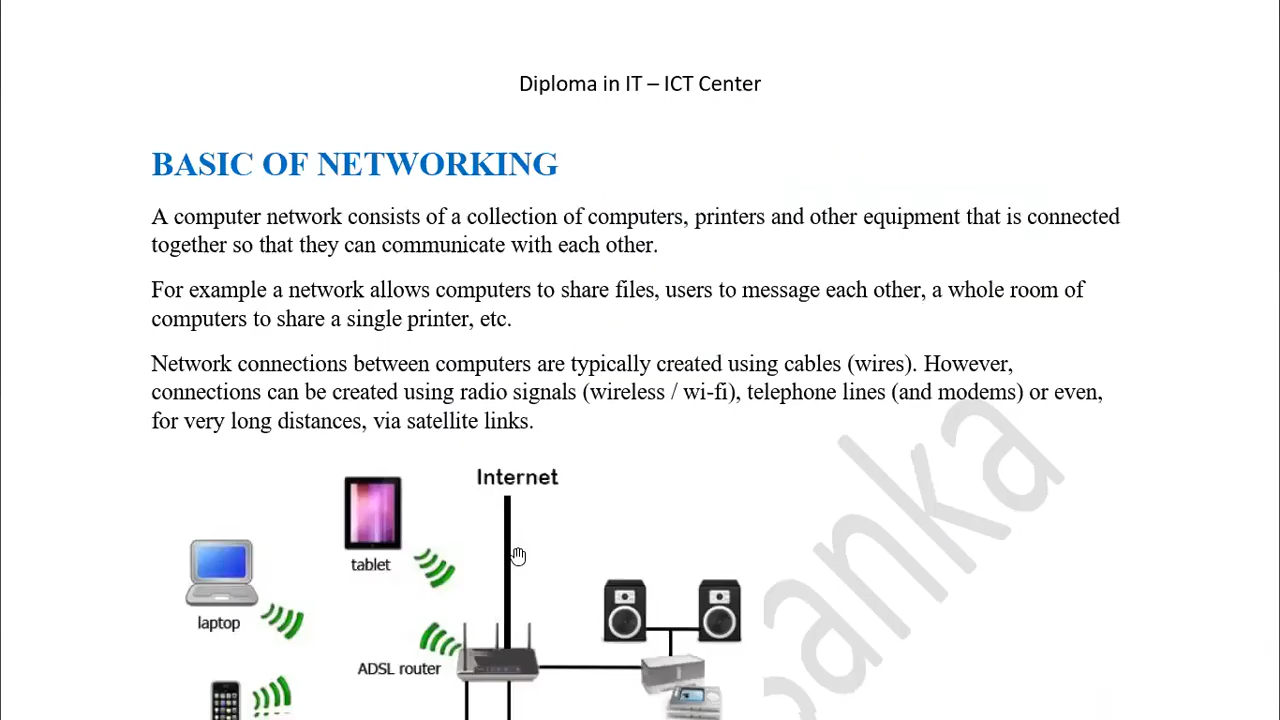 Diploma in IT – ICT Center
BASIC OF NETWORKING
A computer network consists of a collection of computers, printers and other equipment that is connected
together so that they can communicate with each other.
For example a network allows computers to share files, users to message each other, a whole room of
computers to share a single printer, etc.
Network connections between computers are typically created using cables (wires). However,
connections can be created using radio signals (wireless / wi-fi), telephone lines (and modems) or even,
for very long distances, via satellite links.
Internet
tablet
laptop
ADSL router
anka